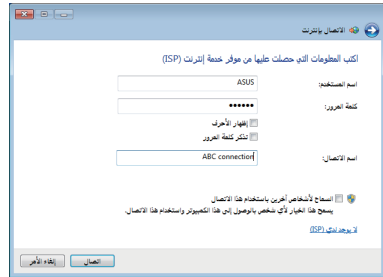 الاتصال بإنترنت
اكتب المعلومات التي حصلت عليها من موفر خدمة إنترنت (ISP)
اسم المستخدم: ASUS
كلمة المرور: ••••••
إظهار الأحرف
تذكر كلمة المرور
اسم الاتصال: ABC connection
السماح لأشخاص آخرين باستخدام هذا الاتصال
يسمح هذا الخيار لأي شخص بالوصول إلى هذا الكمبيوتر واستخدام هذا الاتصال.
لا يوجد لدي (ISP)
اتصال إلغاء الأمر